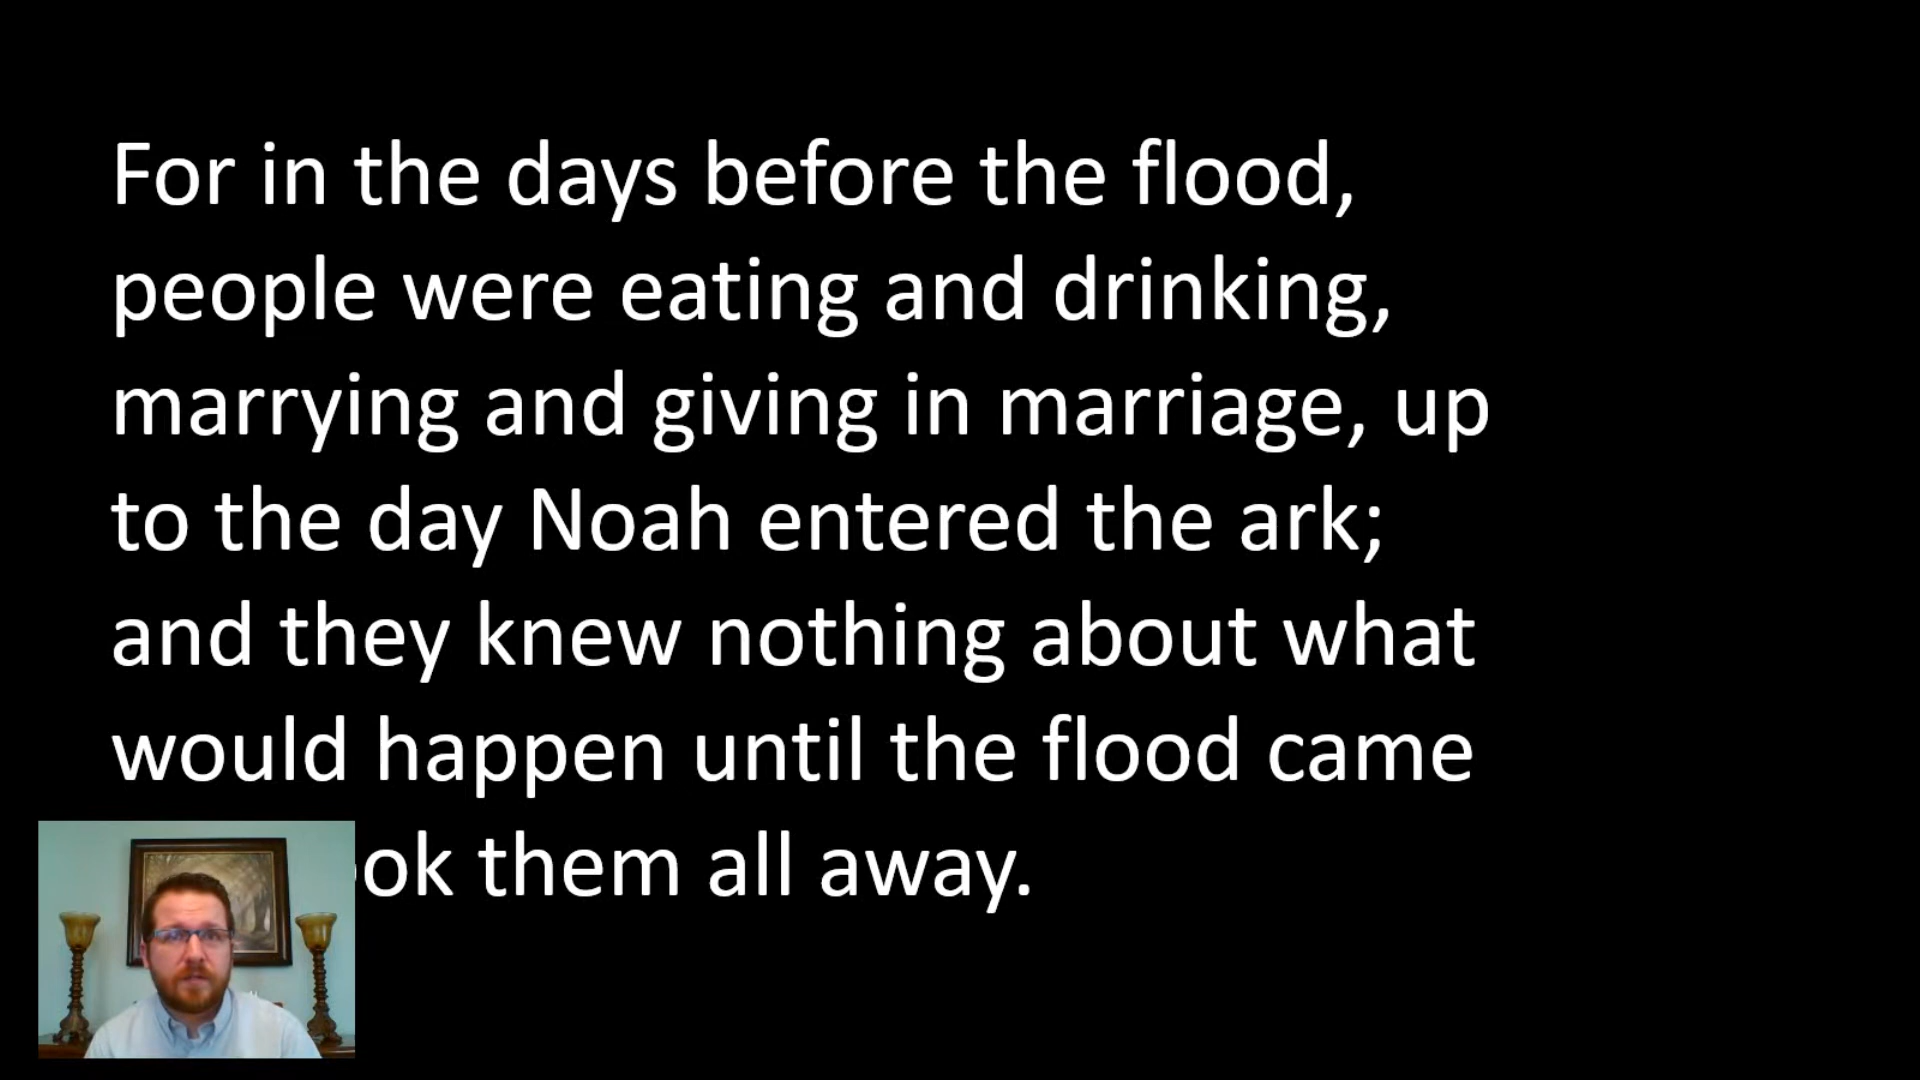 For in the days before the flood,
people were eating and drinking,
marrying and giving in marriage, up
to the day Noah entered the ark;
and they knew nothing about what
would happen until the flood came
them all away.